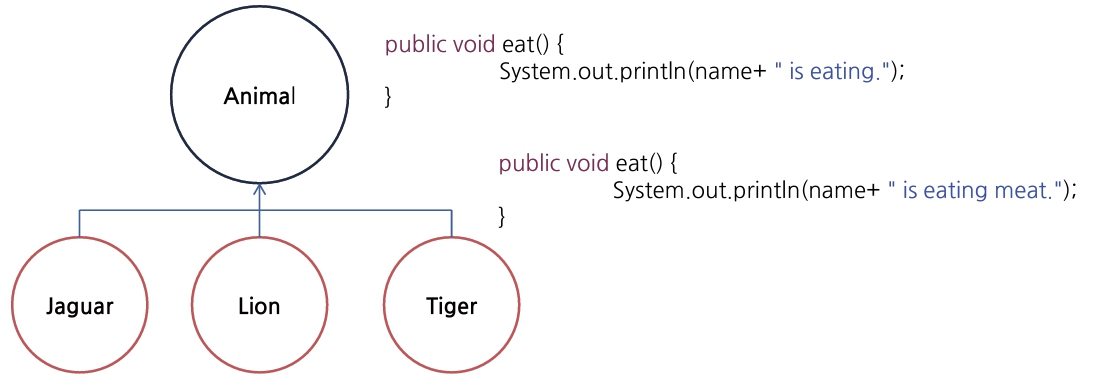 Animal
public void eat() {
System.out.println(name+ " is eating.");
}
public void eat() {
System.out.println(name+ " is eating meat.");
}
Jaguar
Lion
Tiger